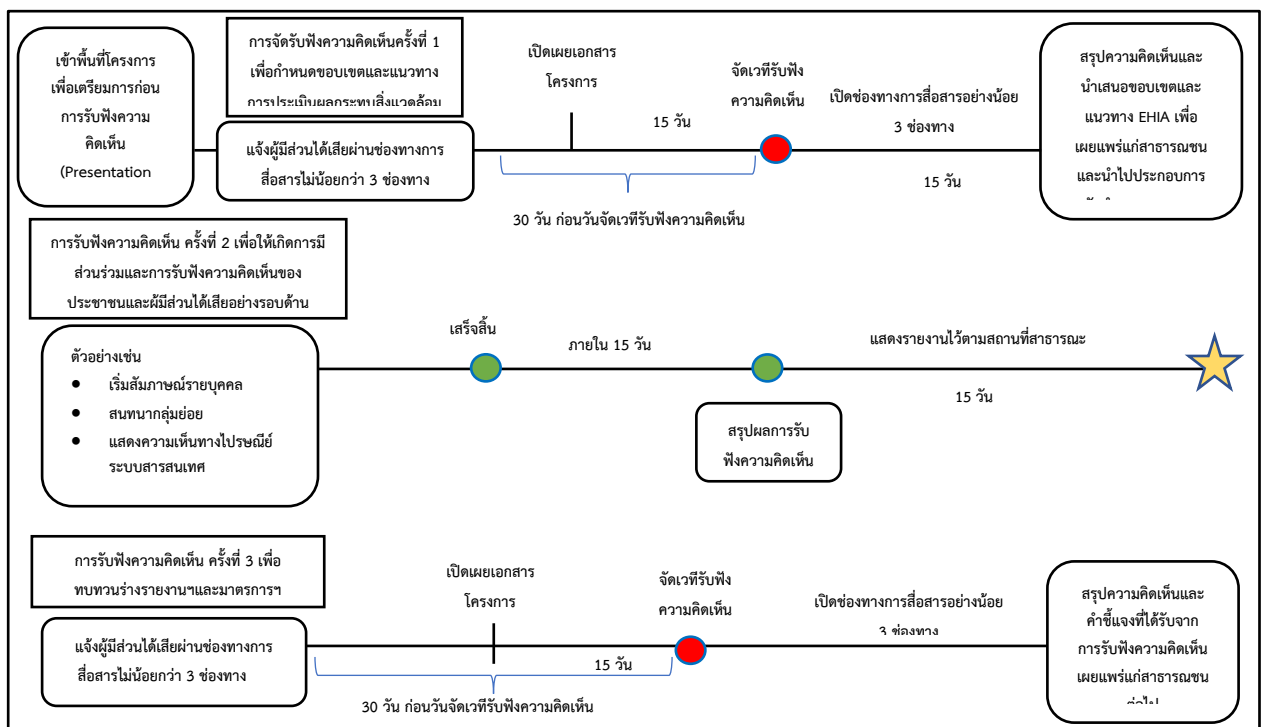 เข้าพื้นที่โครงการ
เพื่อเตรียมการก่อน
การรับฟังความ
คิดเห็น
(Presentation
การจัดรับฟังความคิดเห็นครั้งที่ 1
เพื่อกำหนดขอบเขตและแนวทาง
การประเมินผลกระทบสิ่งแวดล้อม
แจ้งผู้มีส่วนได้เสียผ่านช่องทางการ
สื่อสารไม่น้อยกว่า 3 ช่องทาง
เปิดเผยเอกสาร
โครงการ
15 วัน
30 วัน ก่อนวันจัดเวทีรับฟังความคิดเห็น
จัดเวทีรับฟัง
ความคิดเห็น
เปิดช่องทางการสื่อสารอย่างน้อย
3 ช่องทาง
15 วัน
สรุปความคิดเห็นและ
นำเสนอขอบเขตและ
แนวทาง EHIA เพื่อ
เผยแพร่แก่สาธารณชน
และนำไปประกอบการ
การรับฟังความคิดเห็น ครั้งที่ 2 เพื่อให้เกิดการมี
ส่วนร่วมและการรับฟังความคิดเห็นของ
ประชาชนและผู้มีส่วนได้เสียอย่างรอบด้าน
ตัวอย่างเช่น
● เริ่มสัมภาษณ์รายบุคคล
● สนทนากลุ่มย่อย
● แสดงความเห็นทางไปรษณีย์
ระบบสารสนเทศ
เสร็จสิ้น
ภายใน 15 วัน
สรุปผลการรับ
ฟังความคิดเห็น
แสดงรายงานไว้ตามสถานที่สาธารณะ
15 วัน
การรับฟังความคิดเห็น ครั้งที่ 3 เพื่อ
ทบทวนร่างรายงานฯและมาตรการฯ
แจ้งผู้มีส่วนได้เสียผ่านช่องทางการ
สื่อสารไม่น้อยกว่า 3 ช่องทาง
เปิดเผยเอกสาร
โครงการ
15 วัน
30 วัน ก่อนวันจัดเวทีรับฟังความคิดเห็น
จัดเวทีรับฟัง
ความคิดเห็น
เปิดช่องทางการสื่อสารอย่างน้อย
3 ช่องทาง
สรุปความคิดเห็นและ
คำชี้แจงที่ได้รับจาก
การรับฟังความคิดเห็น
เผยแพร่แก่สาธารณชน
ต่อไป